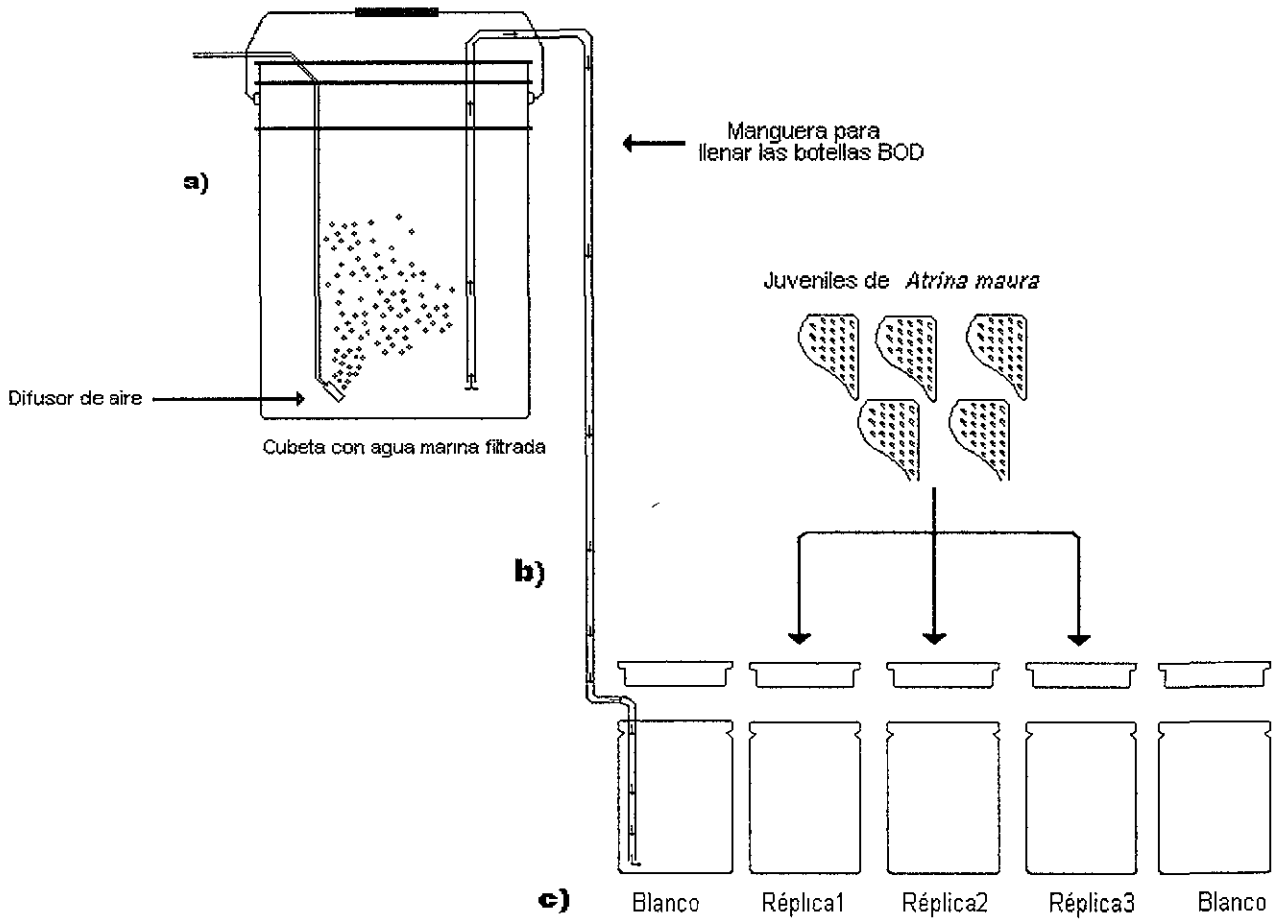 a)
Manguera para
llenar las botellas BOD
Difusor de aire
Cubeta con agua marina filtrada
Juveniles de Atrina maura
b)
c)
Blanco
Réplica1
Réplica2
Réplica3
Blanco